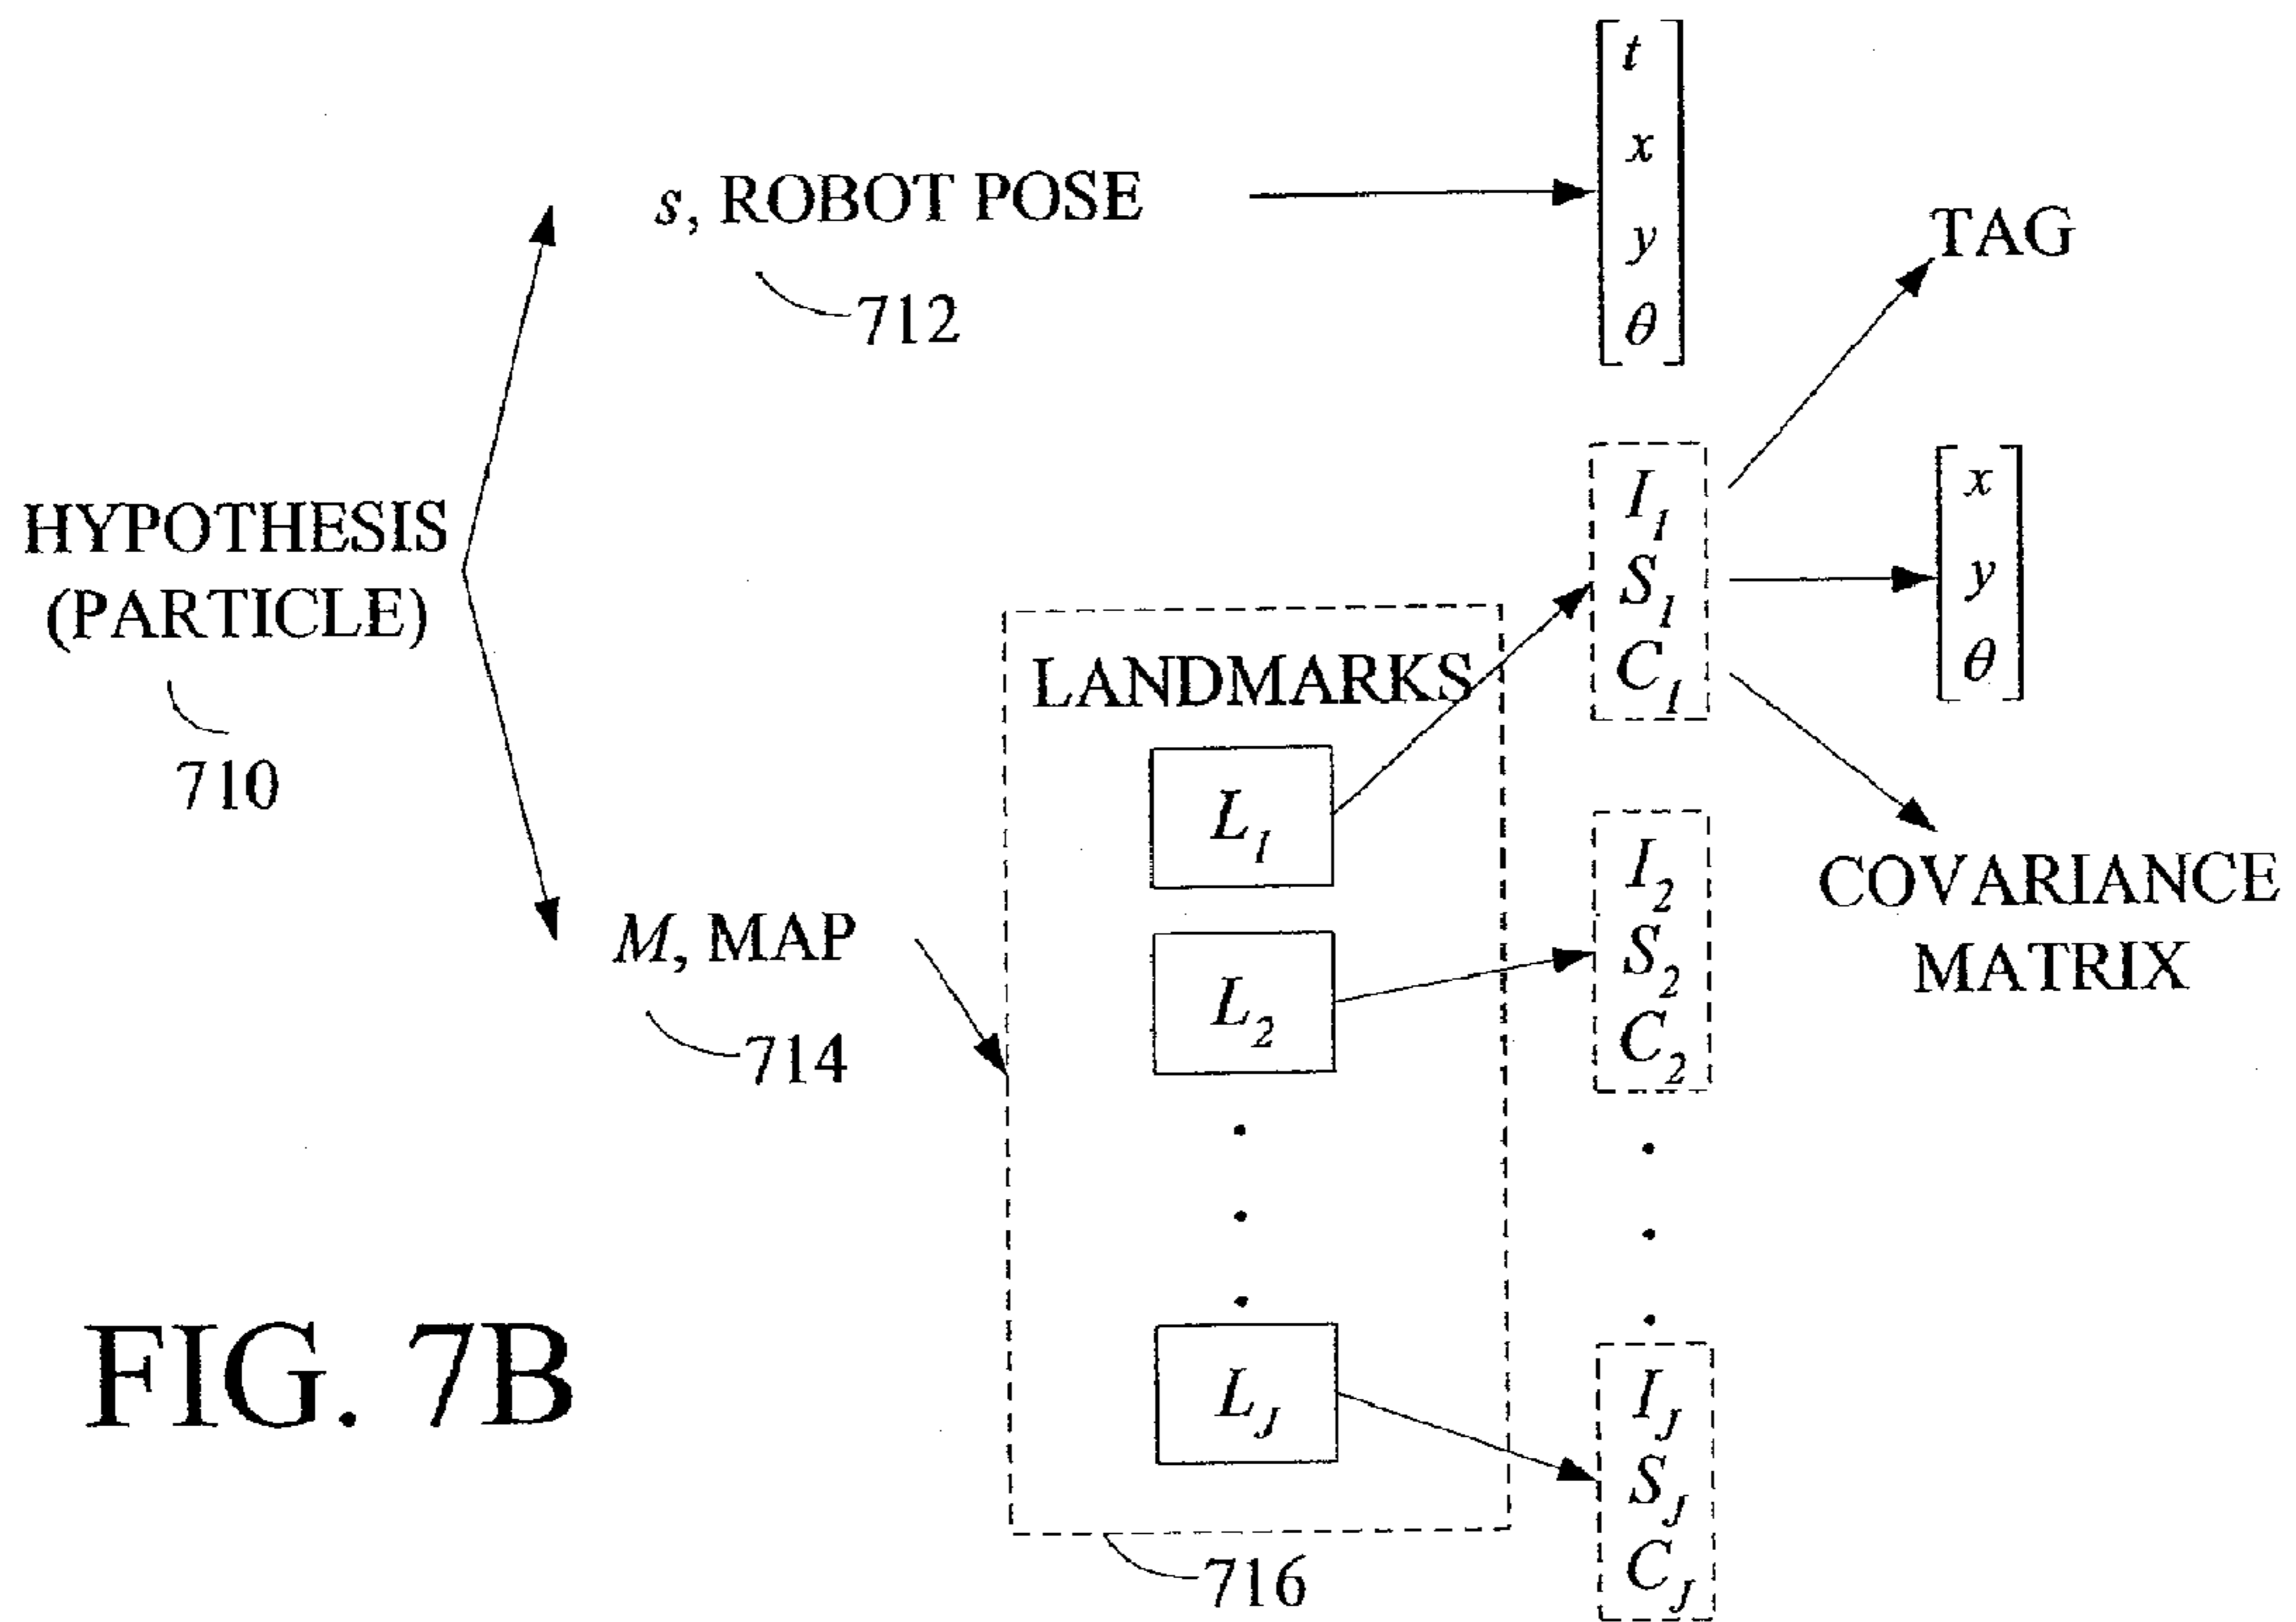 s, ROBOT POSE
712
t
x
y
θ
TAG
HYPOTHESIS
(PARTICLE)
710
M, MAP
714
LANDMARKS
L1
L2
.
.
.
LJ
716
I1
S1
C1
x
y
θ
COVARIANCE
MATRIX
I2
S2
C2
.
.
.
IJ
SJ
CJ
FIG. 7B